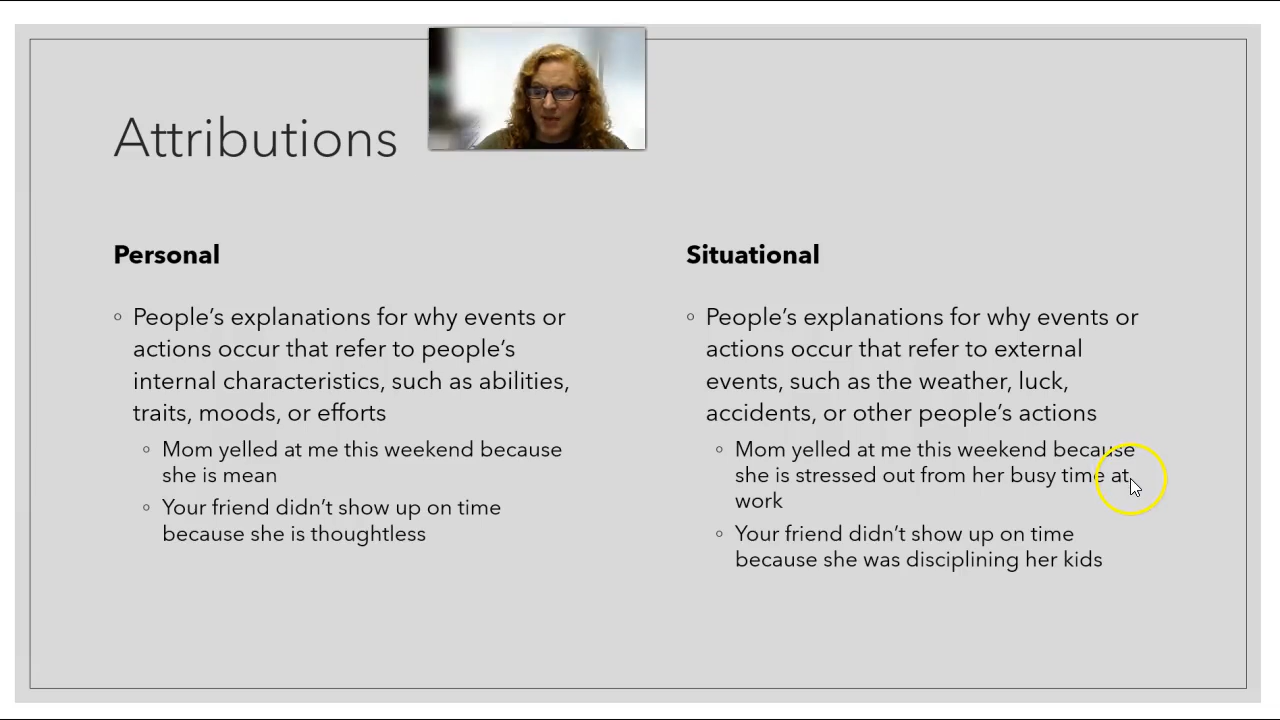 Attributions
Personal
People's explanations for why events or
actions occur that refer to people's
internal characteristics, such as abilities,
traits, moods, or efforts
Mom yelled at me this weekend because
she is mean
Your friend didn't show up on time
because she is thoughtless
Situational
People's explanations for why events or
actions occur that refer to external
events, such as the weather, luck,
accidents, or other people's actions
Mom yelled at me this weekend because
she is stressed out from her busy time at
work
Your friend didn't show up on time
because she was disciplining her kids